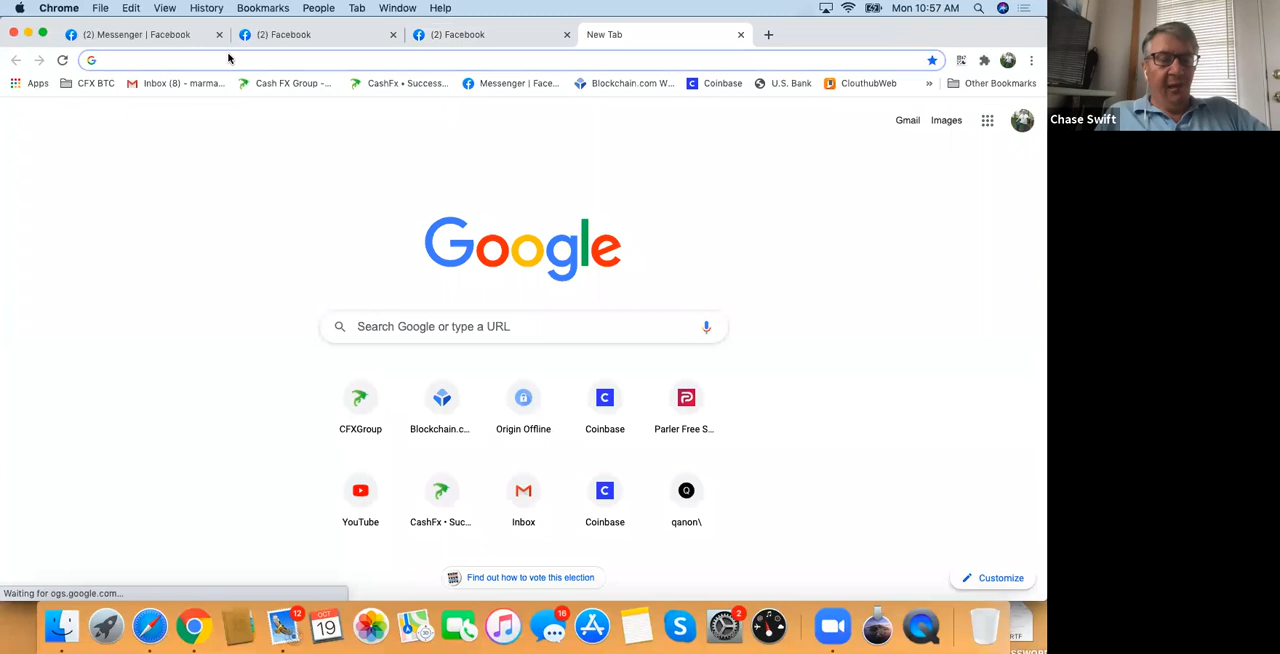 Chrome File Edit View History Bookmarks People Tab Window Help Mon 10:57 AM
(2) Messenger | Facebook (2) Facebook (2) Facebook New Tab
G
Apps CFX BTC Inbox (8) - marma... Cash FX Group -... CashFx • Success... Messenger | Face... Blockchain.com W... Coinbase U.S. Bank ClouthubWeb » Other Bookmarks
Gmail Images
Chase Swift
Google
Search Google or type a URL
CFXGroup Blockchain.c... Origin Offline Coinbase Parler Free S...
YouTube CashFx • Suc... Inbox Coinbase qanon\
Find out how to vote this election
Customize
Waiting for ogs.google.com...
12 OCT 19 16 2
RTF